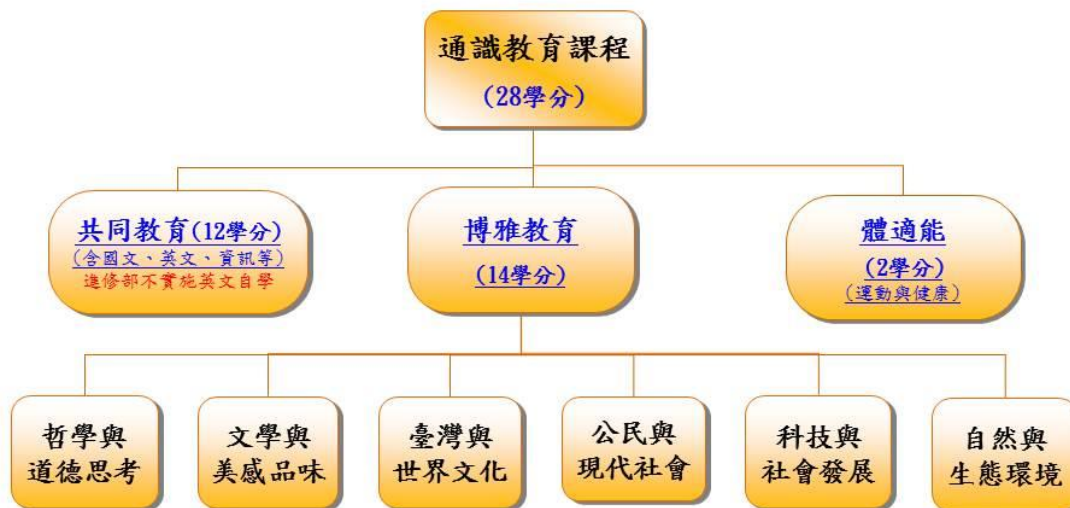 通識教育課程
(28學分)
共同教育(12學分)
(含國文、英文、資訊等)
進修部不實施英文自學
博雅教育
(14學分)
體適能
(2學分)
(運動與健康)
哲學與
道德思考
文學與
美感品味
臺灣與
世界文化
公民與
現代社會
科技與
社會發展
自然與
生態環境